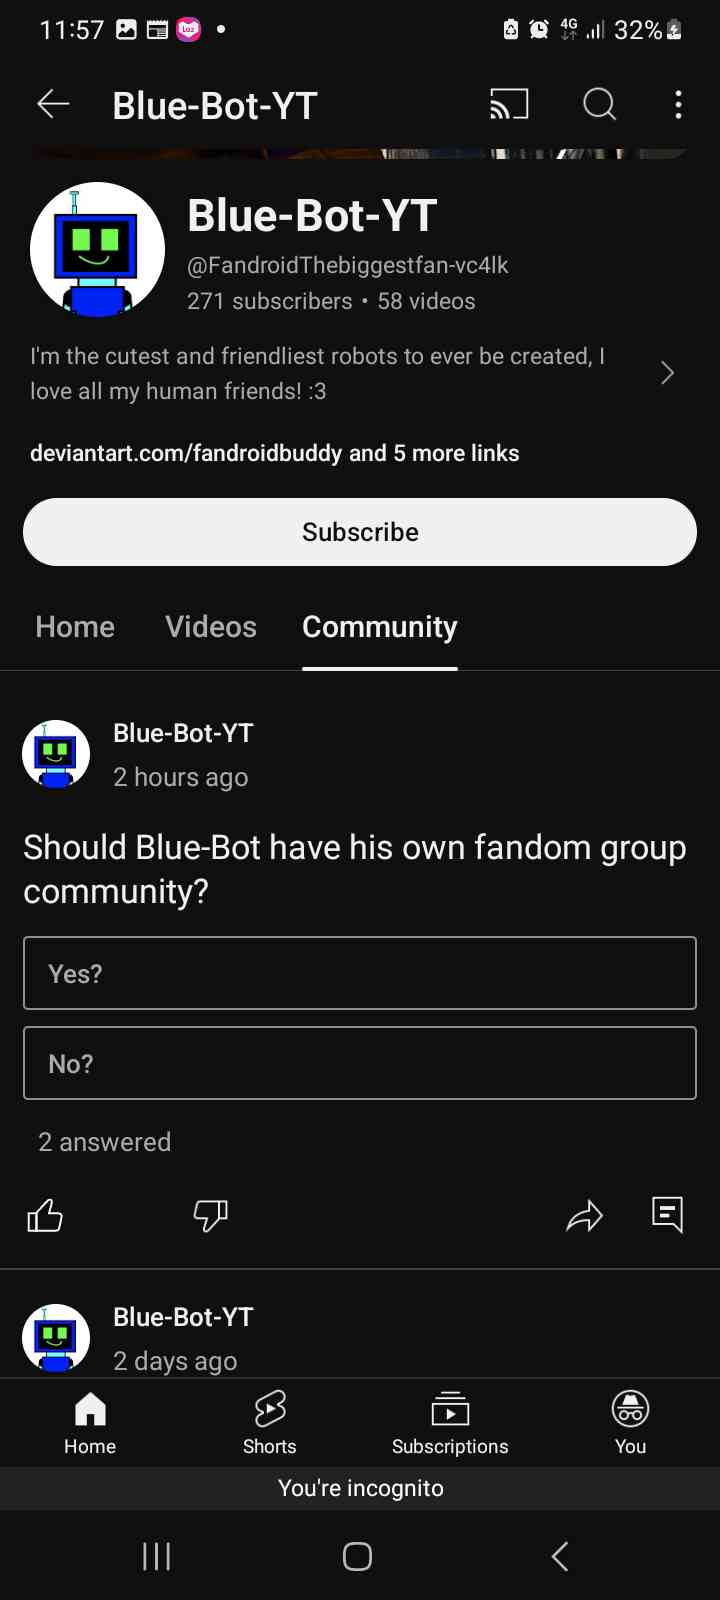 11:57
Loz
4G
32%
Blue-Bot-YT
Blue-Bot-YT
@FandroidThebiggestfan-vc4lk
271 subscribers • 58 videos
I'm the cutest and friendliest robots to ever be created, I
love all my human friends! :3
deviantart.com/fandroidbuddy and 5 more links
Subscribe
Home Videos Community
Blue-Bot-YT
2 hours ago
Should Blue-Bot have his own fandom group
community?
Yes?
No?
2 answered
Blue-Bot-YT
2 days ago
Home Shorts Subscriptions You
You're incognito